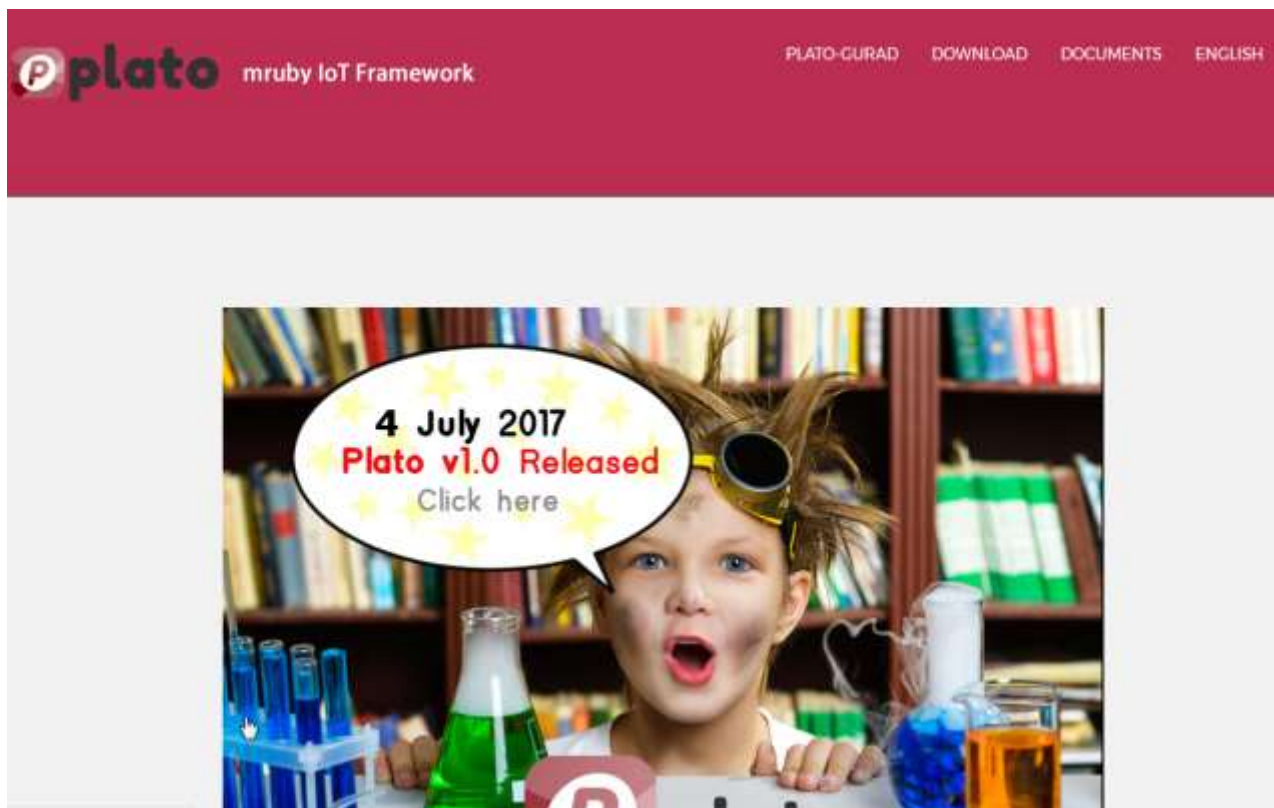 plato
mruby IoT Framework
PLATO-GURAD
DOWNLOAD
DOCUMENTS
ENGLISH
4 July 2017
Plato v1.0 Released
Click here
P